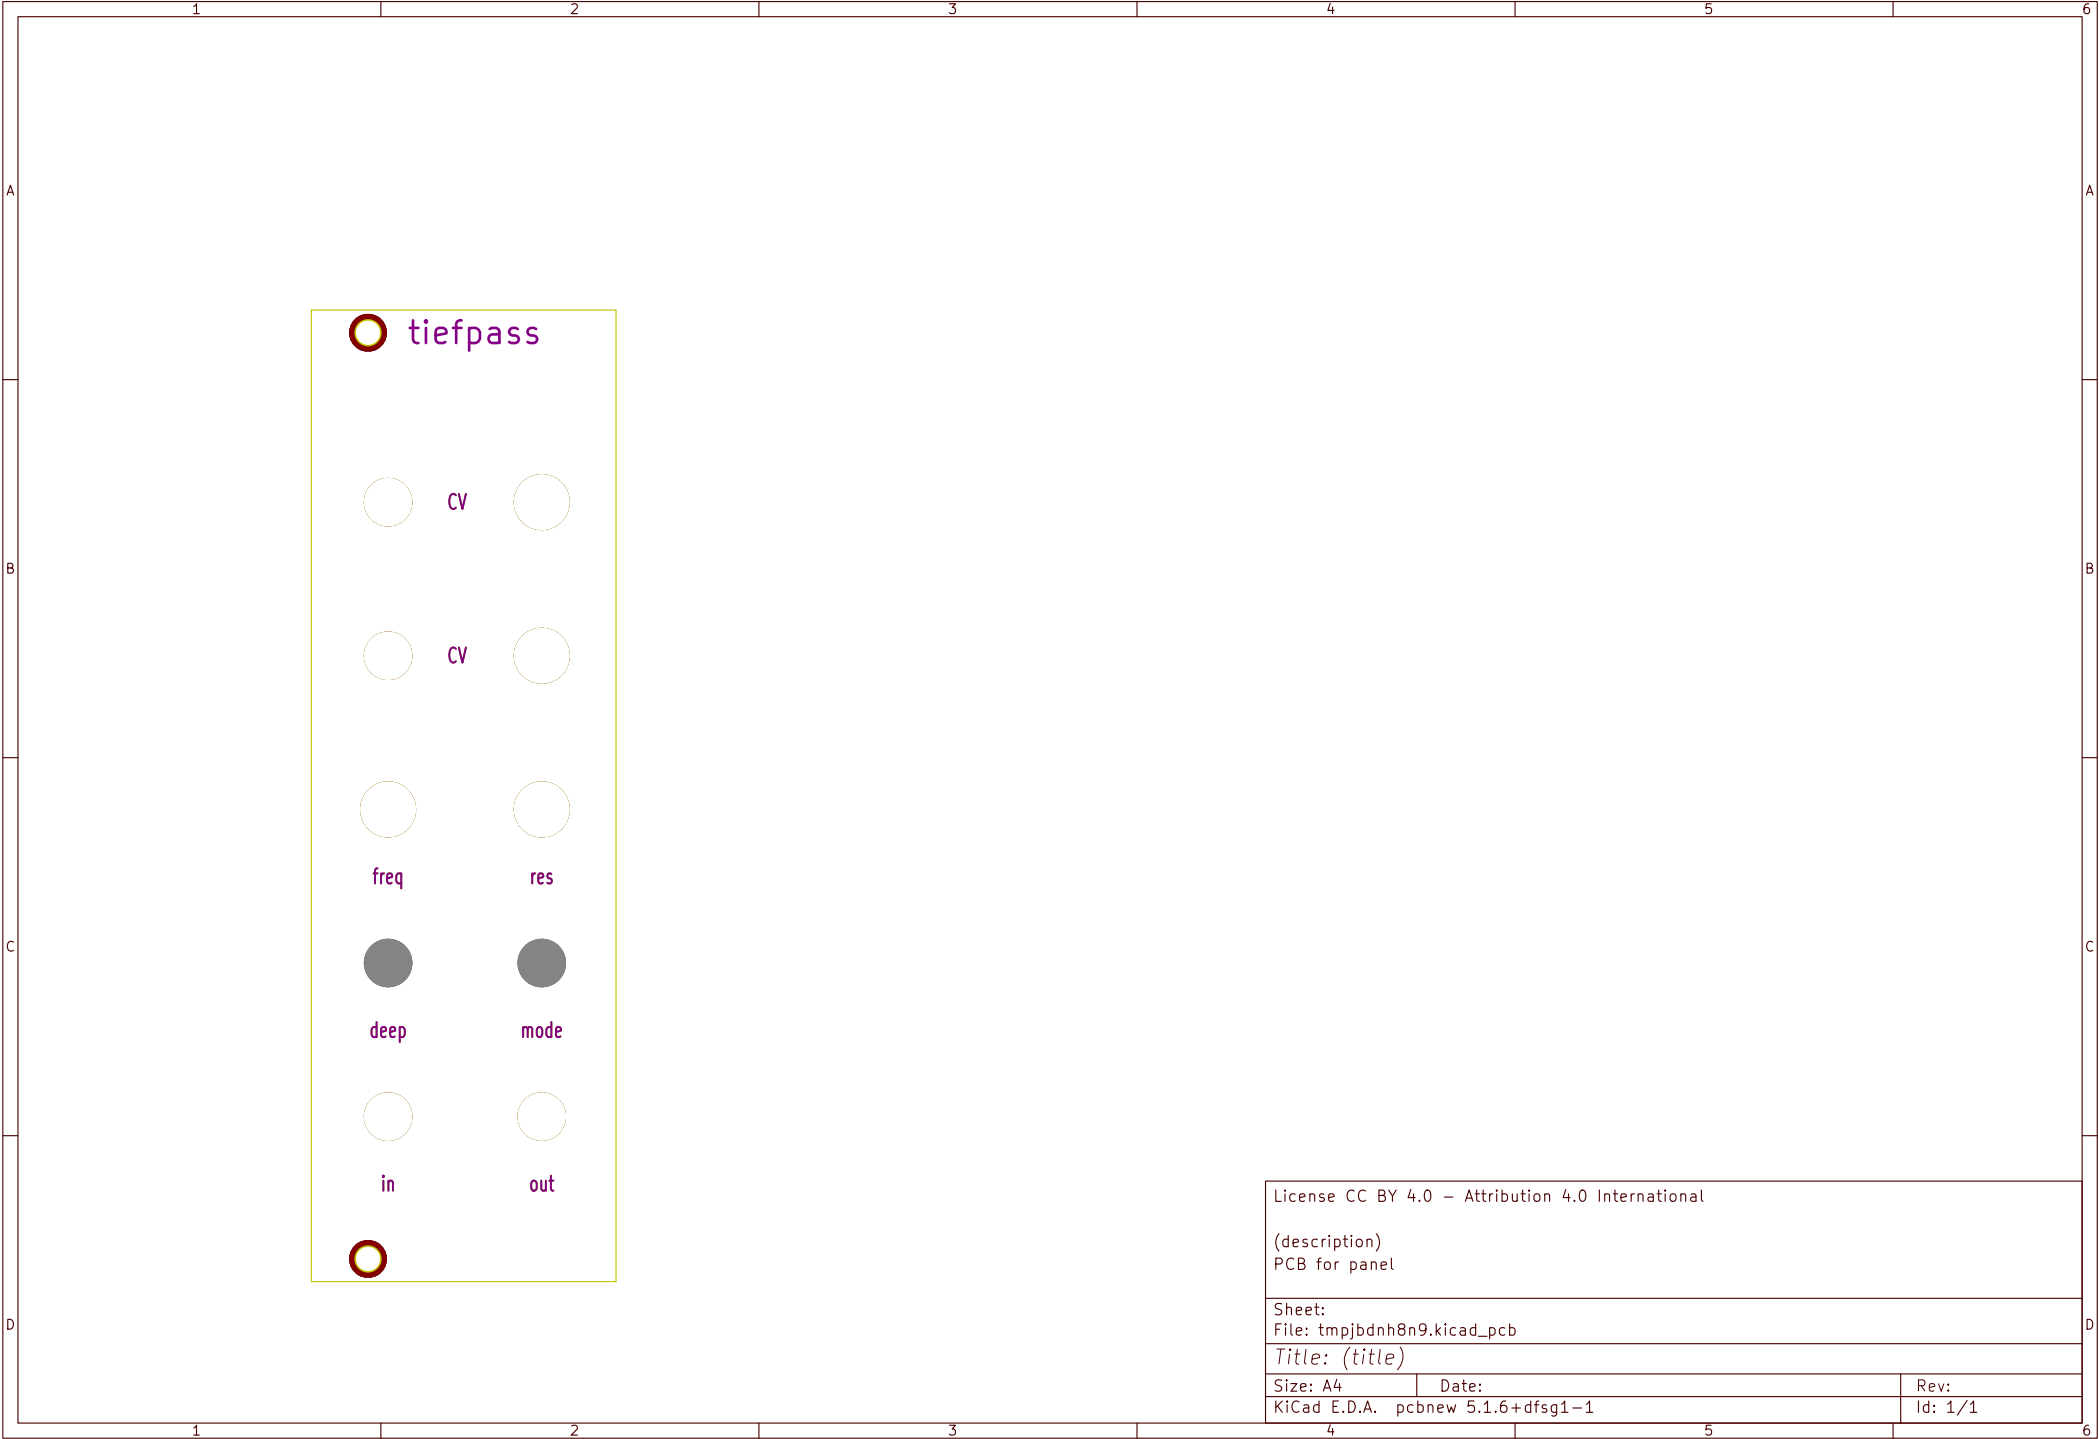 1 2 3 4 5 6
A A
tiefpass
CV
B B
CV
freq res
C C
deep mode
in out
License CC BY 4.0 – Attribution 4.0 International
(description)
PCB for panel
Sheet:
D D
File: tmpjbdnh8n9.kicad_pcb
Title: (title)
Size: A4 Date: Rev:
KiCad E.D.A. pcbnew 5.1.6+dfsg1-1 Id: 1/1
1 2 3 4 5 6